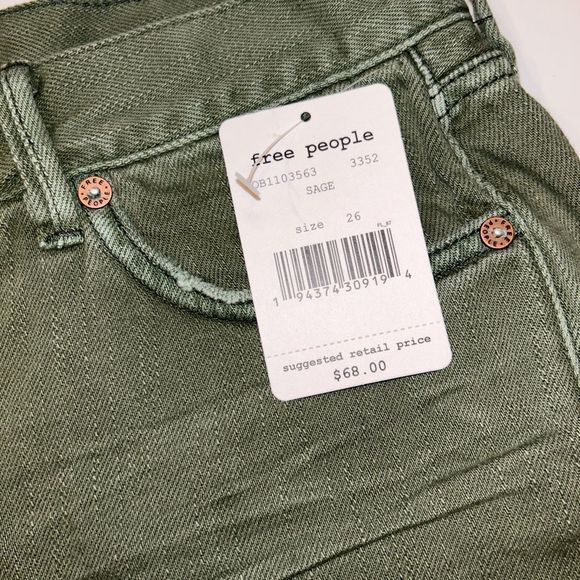 free people
OB1103563 3352
SAGE
size 26
FL_87
1 94374 30919 4
suggested retail price
$68.00
FREE PEOPLE
FREE PEOPLE